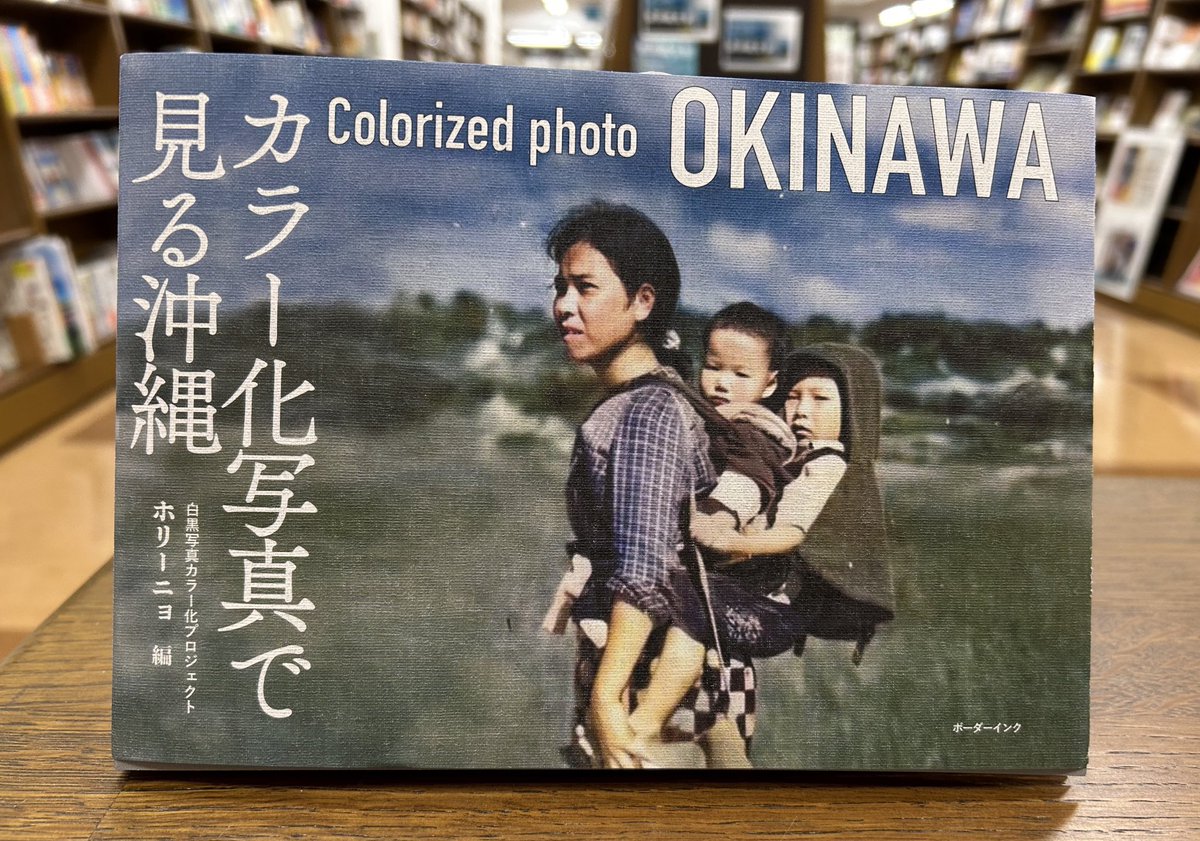 カラー化写真で
見る沖縄
Colorized photo OKINAWA
白黒写真カラー化プロジェクト
ホリーニョ 編
ボーダーインク